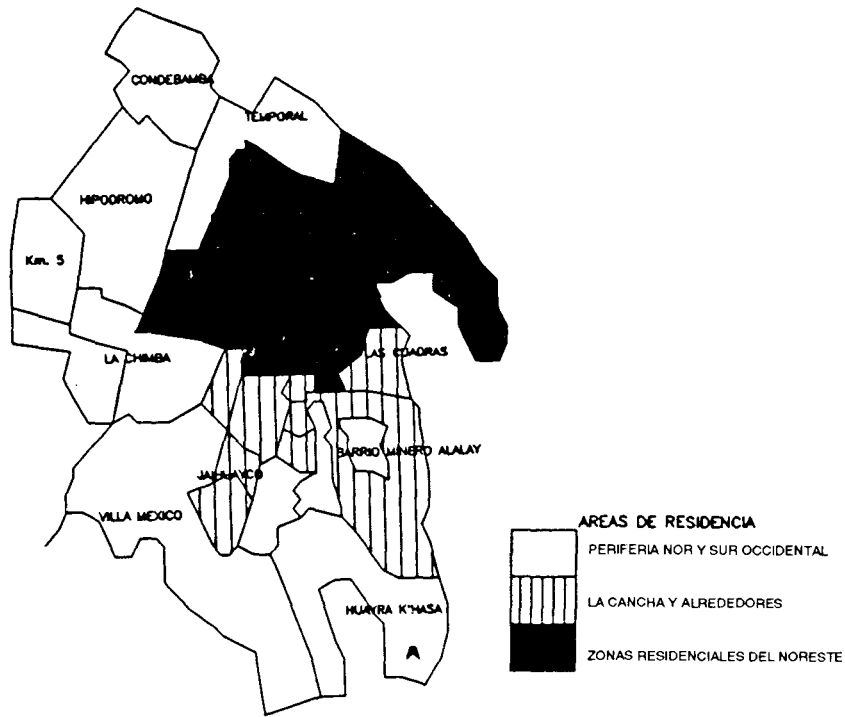 CONDEBAMBA
TEMPORAL
HIPODROMO
Km. 5
LA CHIMBA
LAS CUADRAS
BARRIO MINERO ALALAY
JAIHUAYCO
VILLA MEXICO
HUAYRA K'HASA
AREAS DE RESIDENCIA
PERIFERIA NOR Y SUR OCCIDENTAL
LA CANCHA Y ALREDEDORES
ZONAS RESIDENCIALES DEL NORESTE